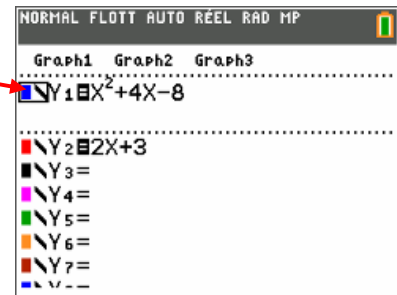 NORMAL FLOTT AUTO RÉEL RAD MP
Graph1 Graph2 Graph3
Y₁=X²+4X-8
Y₂=2X+3
Y₃=
Y₄=
Y₅=
Y₆=
Y₇=